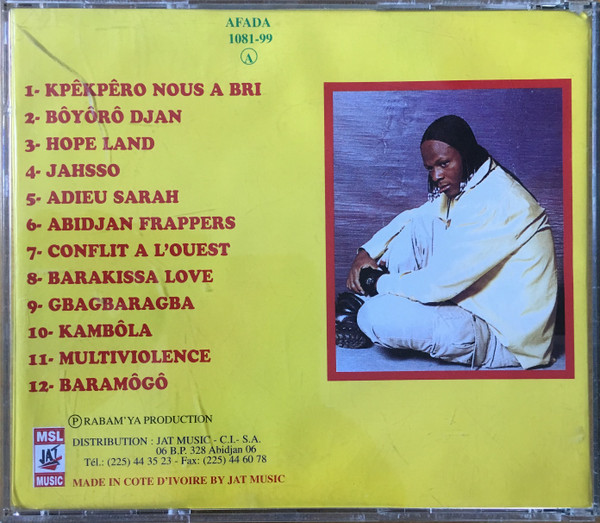 AFADA
1081-99
A
1- KPÊKPÊRO NOUS A BRI
2- BÔYÔRÔ DJAN
3- HOPE LAND
4- JAHSSO
5- ADIEU SARAH
6- ABIDJAN FRAPPERS
7- CONFLIT A L'OUEST
8- BARAKISSA LOVE
9- GBAGBARAGBA
10- KAMBÔLA
11- MULTIVIOLENCE
12- BARAMÔGÔ
Ⓟ RABAM'YA PRODUCTION
DISTRIBUTION : JAT MUSIC - C.I.- S.A.
06 B.P. 328 Abidjan 06
Tél.: (225) 44 35 23 - Fax: (225) 44 60 78
MADE IN COTE D'IVOIRE BY JAT MUSIC
MSL
JAT
MUSIC